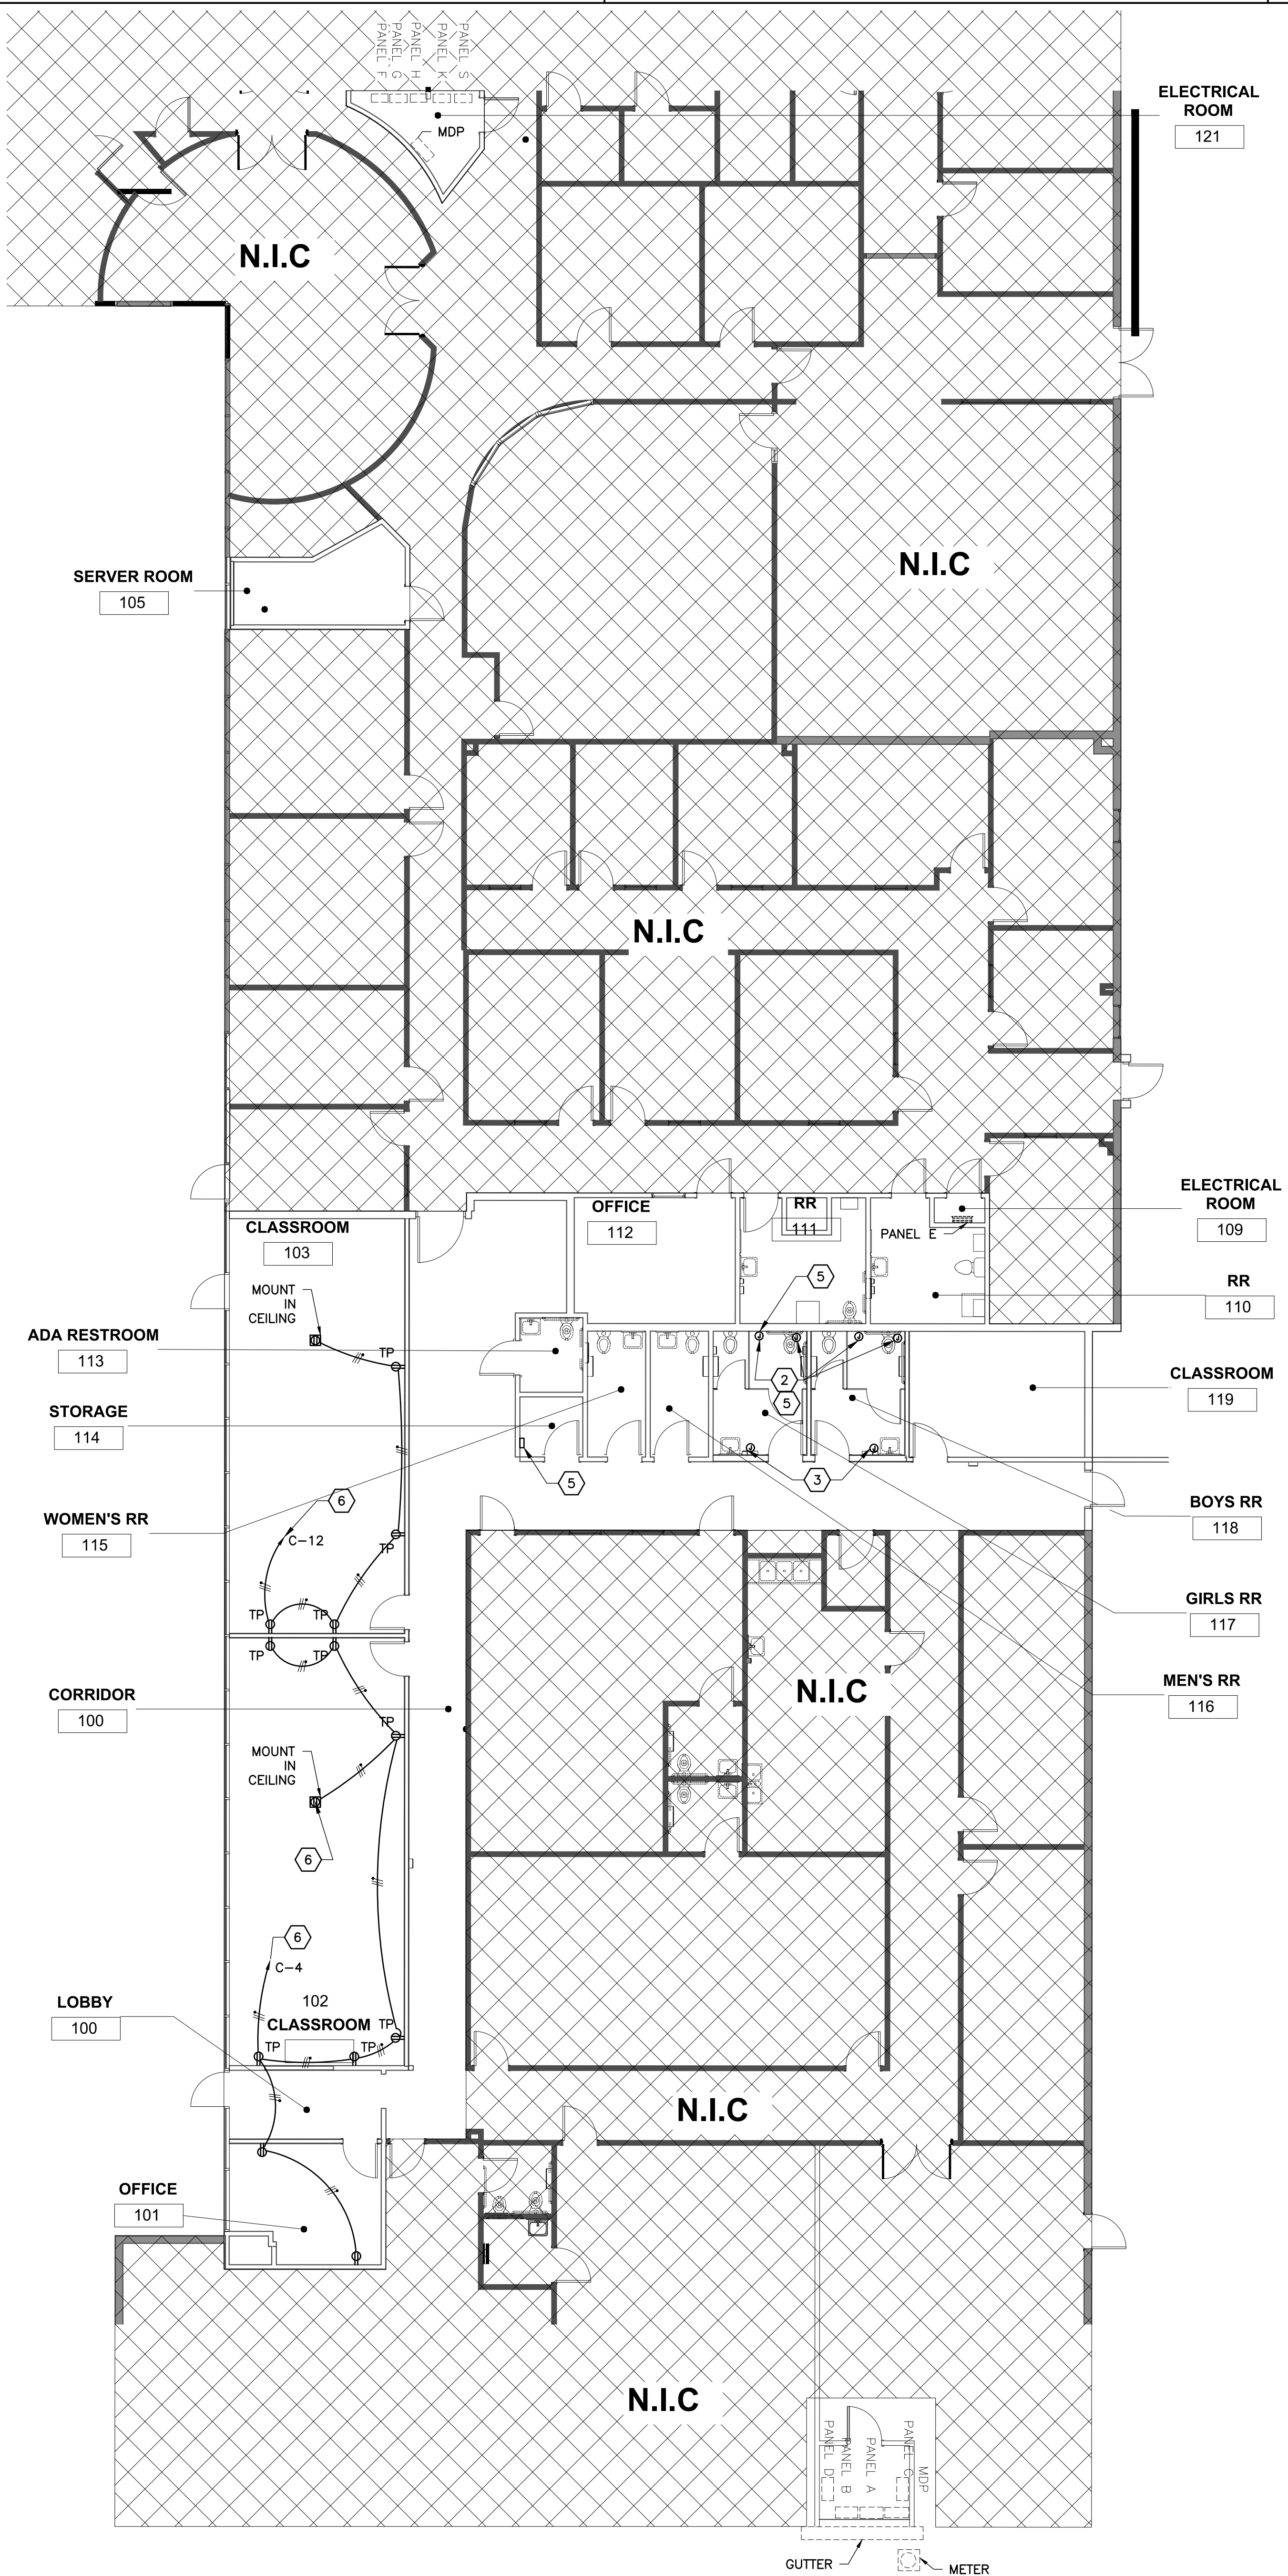 PANEL F
PANEL G
PANEL H
PANEL K
PANEL S
MDP
ELECTRICAL
ROOM
121
N.I.C
N.I.C
SERVER ROOM
105
N.I.C
OFFICE
112
RR
111
ELECTRICAL
ROOM
109
PANEL E
CLASSROOM
103
RR
110
MOUNT
IN
CEILING
5
ADA RESTROOM
113
TP
2
5
CLASSROOM
119
STORAGE
114
5
3
6
C-12
TP
BOYS RR
118
WOMEN'S RR
115
TP
TP
GIRLS RR
117
TP
TP
MEN'S RR
116
CORRIDOR
100
N.I.C
TP
MOUNT
IN
CEILING
6
6
C-4
102
CLASSROOM
LOBBY
100
TP
TP
TP
N.I.C
OFFICE
101
N.I.C
PANEL D
PANEL B
PANEL A
PANEL C
MDP
GUTTER
METER